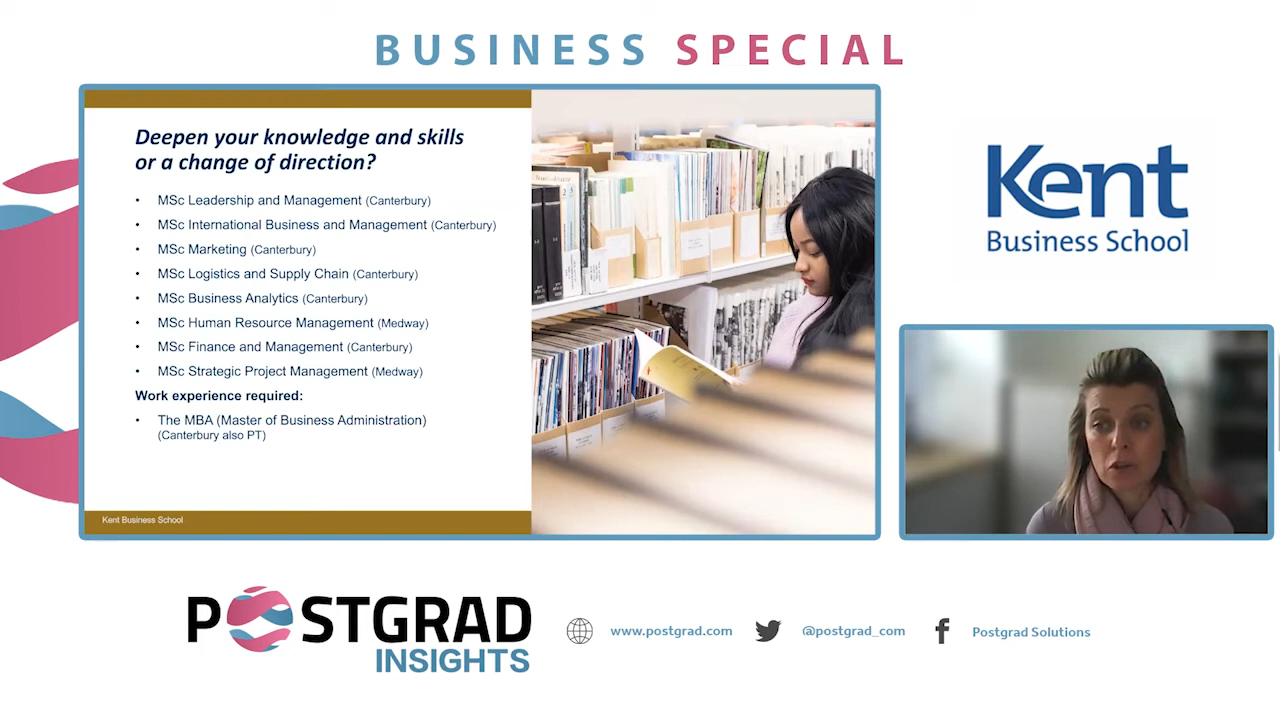 BUSINESS SPECIAL
Deepen your knowledge and skills
or a change of direction?
• MSc Leadership and Management (Canterbury)
• MSc International Business and Management (Canterbury)
• MSc Marketing (Canterbury)
• MSc Logistics and Supply Chain (Canterbury)
• MSc Business Analytics (Canterbury)
• MSc Human Resource Management (Medway)
• MSc Finance and Management (Canterbury)
• MSc Strategic Project Management (Medway)
Work experience required:
• The MBA (Master of Business Administration)
(Canterbury also PT)
Kent Business School
Kent
Business School
POSTGRAD
INSIGHTS
www.postgrad.com
@postgrad_com
Postgrad Solutions